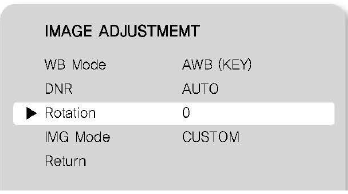 IMAGE ADJUSTMEMT
WB Mode AWB (KEY)
DNR AUTO
▶ Rotation 0
IMG Mode CUSTOM
Return